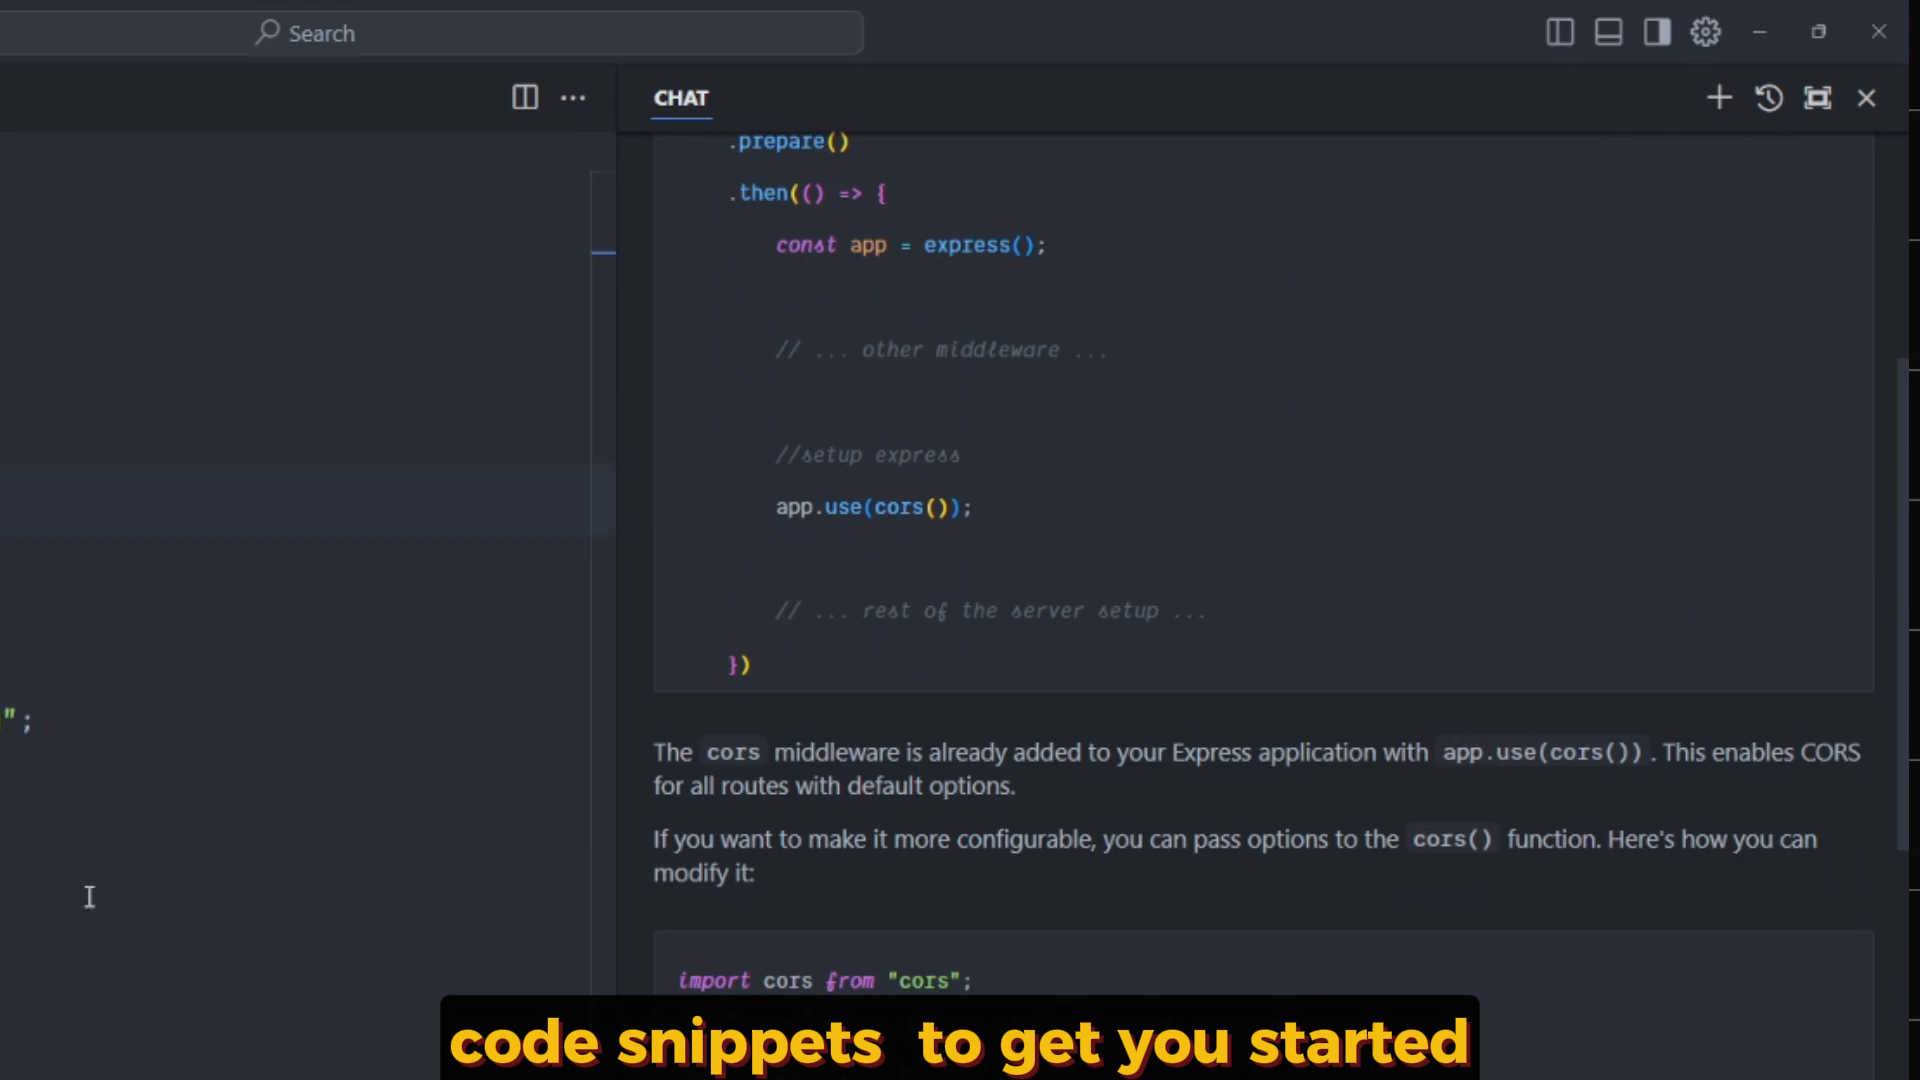 Search
CHAT
.prepare()
.then(() => {
const app = express();
// ... other middleware ...
//setup express
app.use(cors());
// ... rest of the server setup ...
})
";
The cors middleware is already added to your Express application with app.use(cors()). This enables CORS
for all routes with default options.
If you want to make it more configurable, you can pass options to the cors() function. Here's how you can
modify it:
import cors from "cors";
code snippets to get you started